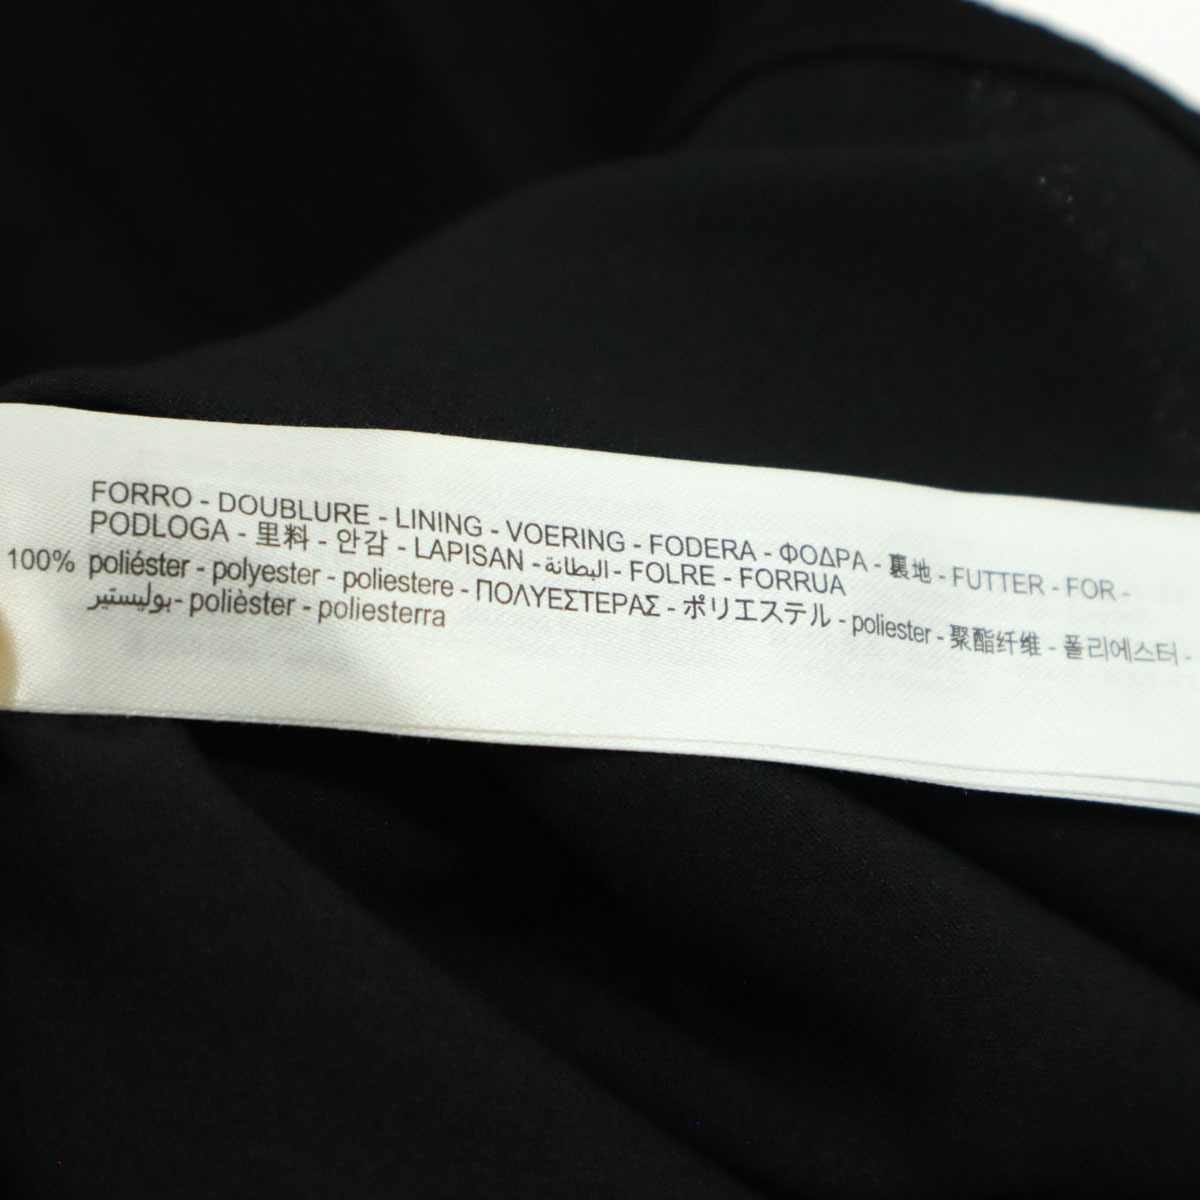 FORRO - DOUBLURE - LINING - VOERING - FODERA - ΦΟΔΡΑ - 裏地 - FUTTER - FOR -
PODLOGA - 里料 - 안감 - LAPISAN - البطانة - FOLRE - FORRUA
100% poliéster - polyester - poliestere - ΠΟΛΥΕΣΤΕΡΑΣ - ポリエステル - poliester - 聚酯纤维 - 폴리에스터 -
بوليستير - polièster - poliesterra